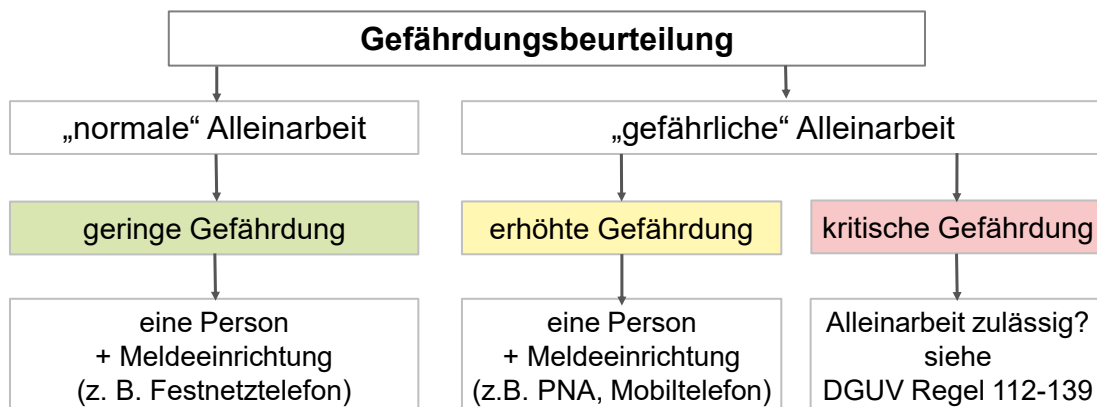 Gefährdungsbeurteilung
„normale“ Alleinarbeit
„gefährliche“ Alleinarbeit
geringe Gefährdung
erhöhte Gefährdung
kritische Gefährdung
eine Person
+ Meldeeinrichtung
(z. B. Festnetztelefon)
eine Person
+ Meldeeinrichtung
(z.B. PNA, Mobiltelefon)
Alleinarbeit zulässig?
siehe
DGUV Regel 112-139